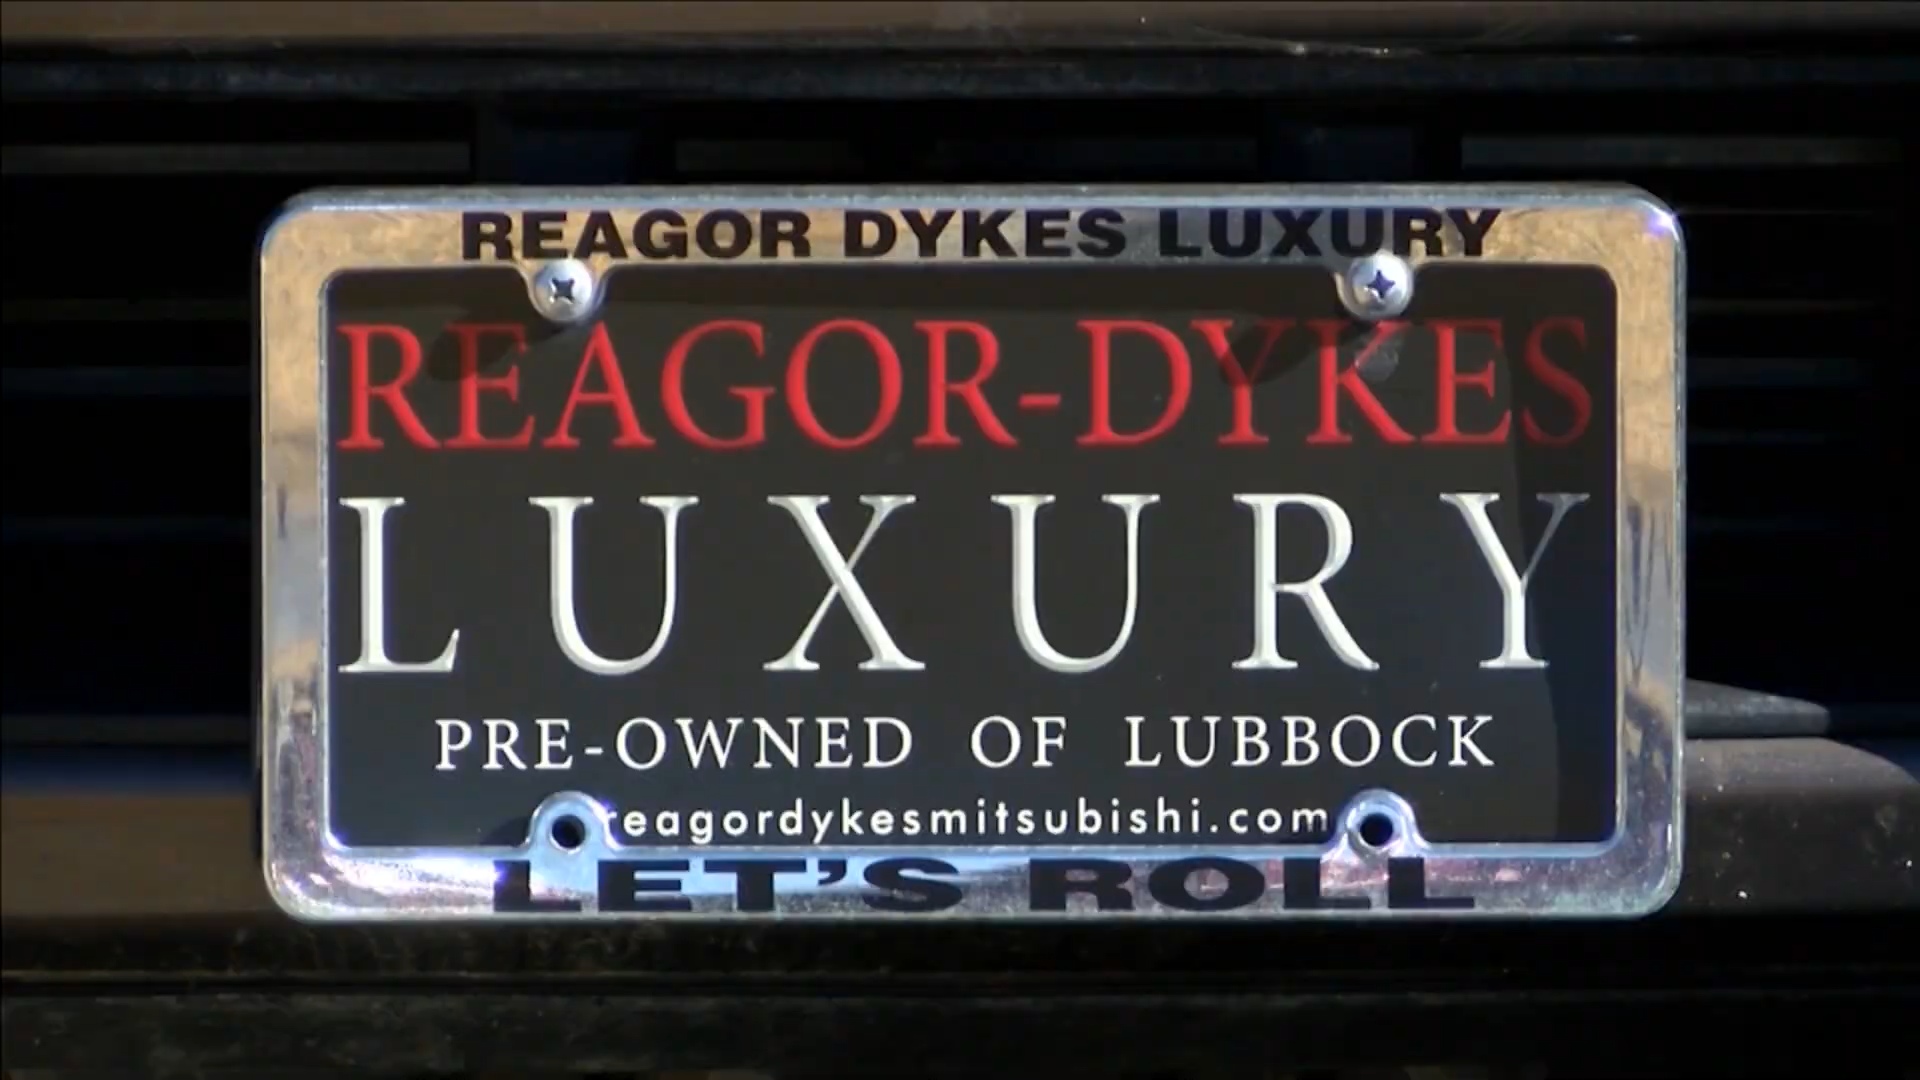 REAGOR DYKES LUXURY
REAGOR-DYKES
LUXURY
PRE-OWNED OF LUBBOCK
reagordykesmitsubishi.com
LET'S ROLL